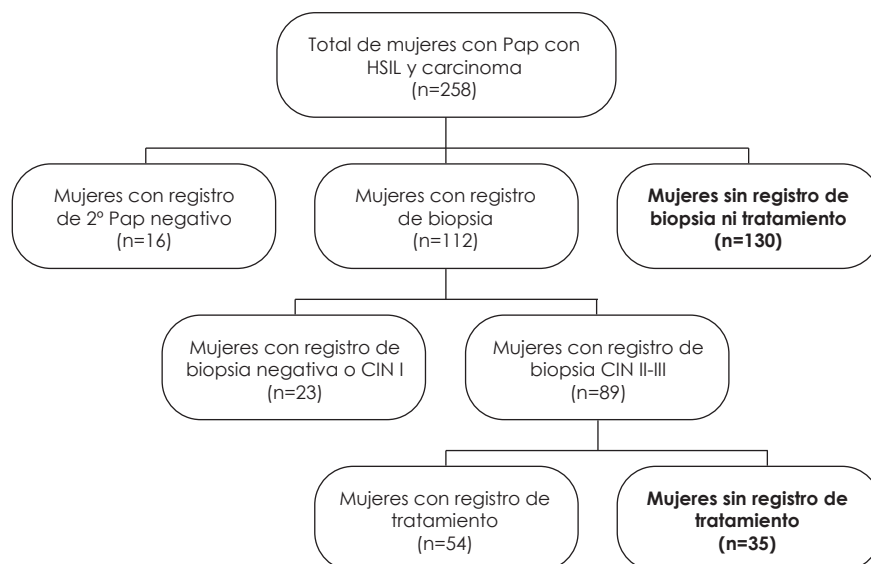 Total de mujeres con Pap con
HSIL y carcinoma
(n=258)
Mujeres con registro
de 2º Pap negativo
(n=16)
Mujeres con registro
de biopsia
(n=112)
Mujeres sin registro de
biopsia ni tratamiento
(n=130)
Mujeres con registro de
biopsia negativa o CIN I
(n=23)
Mujeres con registro de
biopsia CIN II-III
(n=89)
Mujeres con registro de
tratamiento
(n=54)
Mujeres sin registro de
tratamiento
(n=35)